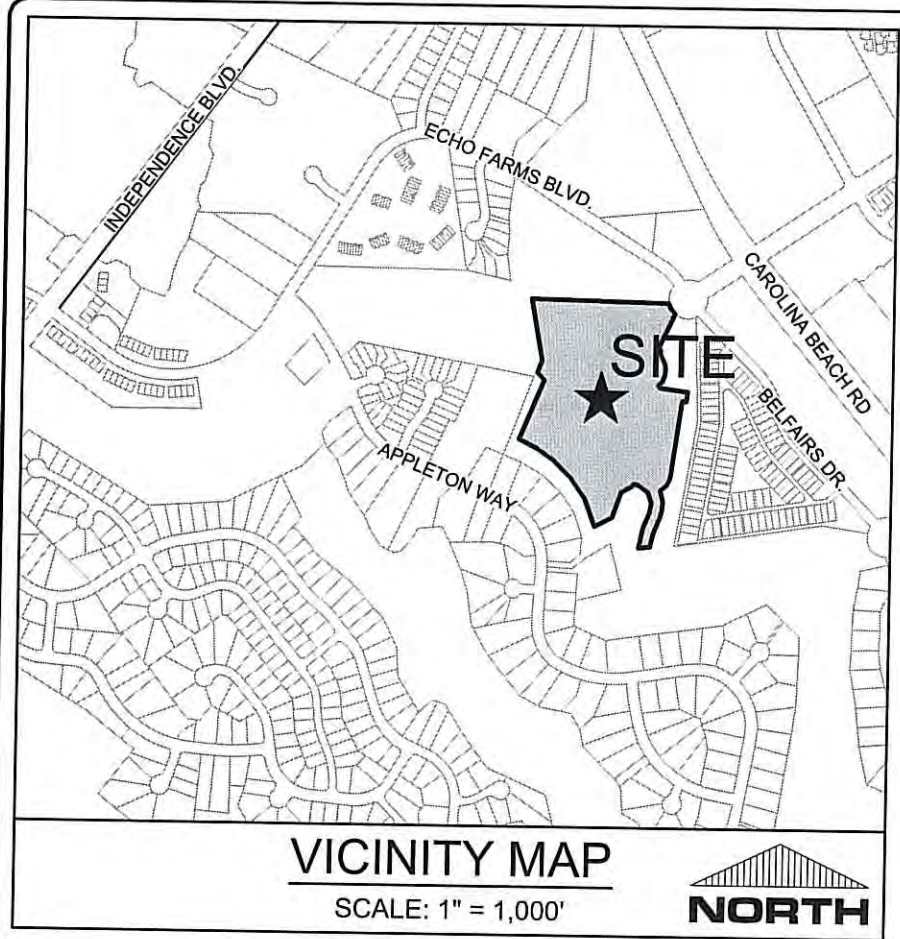 INDEPENDENCE BLVD.
ECHO FARMS BLVD.
CAROLINA BEACH RD
SITE
BELFAIRS DR.
APPLETON WAY
VICINITY MAP
SCALE: 1" = 1,000'
NORTH